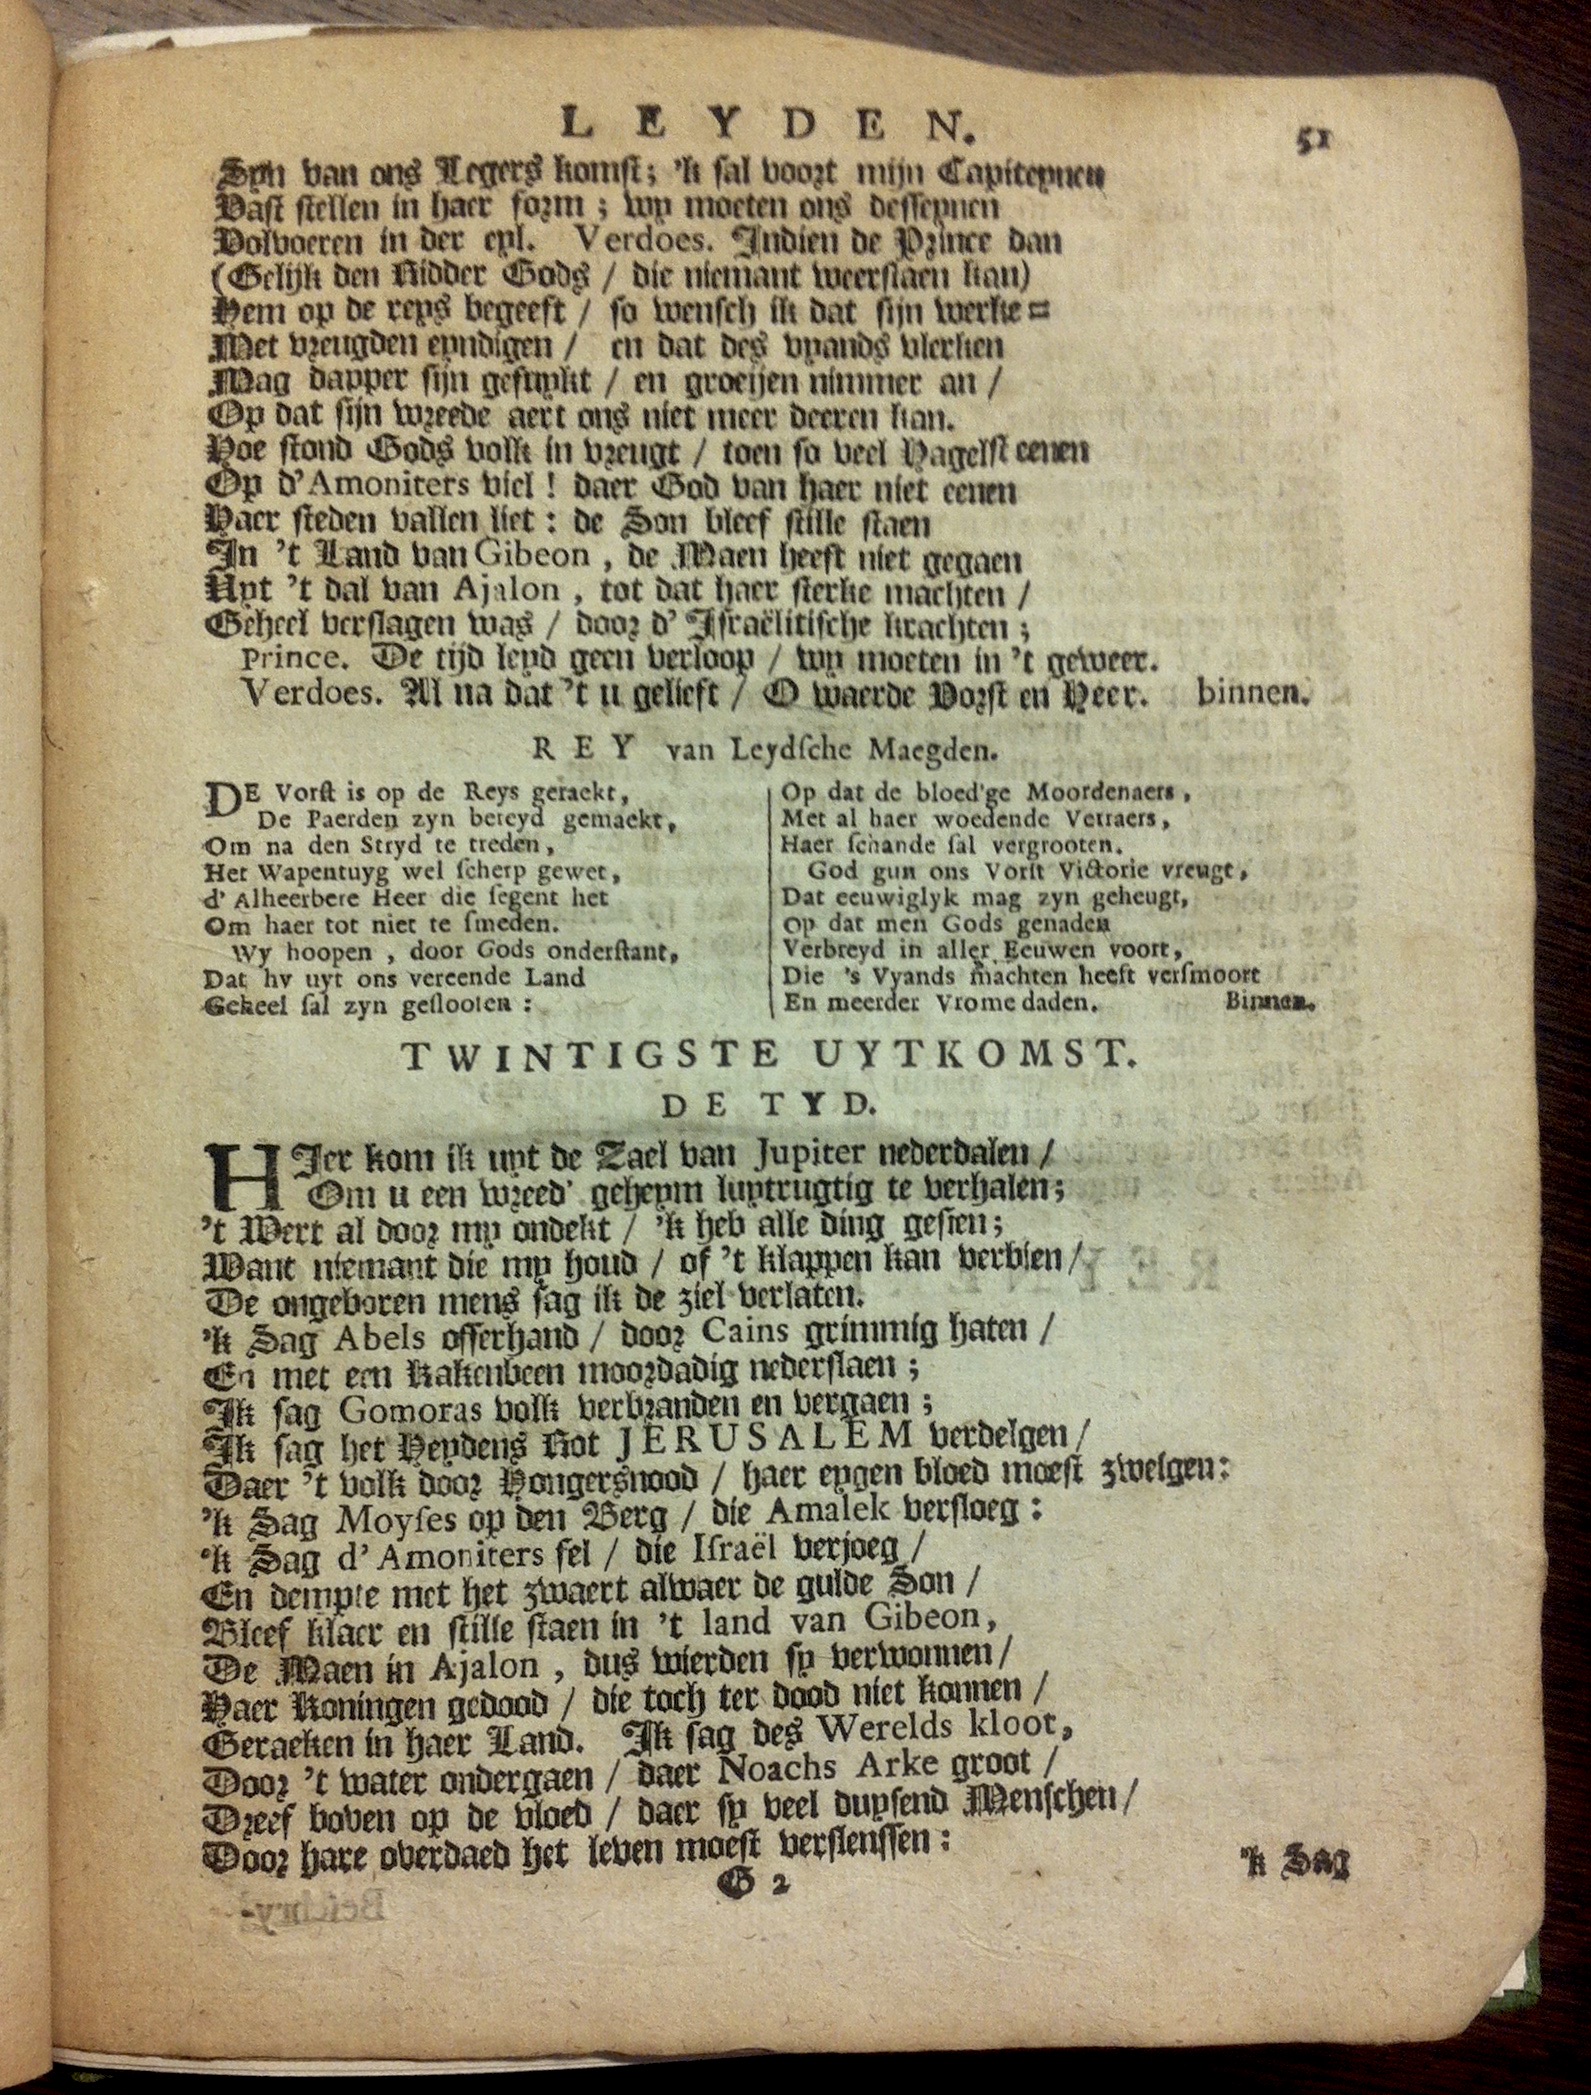 LEYDEN. 51
Syn van ons Legers komst; 'k sal voort mijn Capiteynen
Vast stellen in haer form; wy moeten ons desseynen
Volvoeren in der eyl. Verdoes. Indien de Prince dan
(Gelijk den Ridder Gods / die niemant weerstaen kan)
Hem op de reys begeeft / so wensch ik dat sijn werke=
Met vreugden eyndigen / en dat des vyands vlerken
Mag dapper sijn gefnykt / en groeijen nimmer an /
Op dat sijn wreede aert ons niet meer deeren kan.
Hoe stond Gods volk in vreugt / toen so veel Hagelsteenen
Op d'Amoniters viel! daer God van haer niet eenen
Haer steden vallen liet: de Son bleef stille staen
In 't Land van Gibeon, de Maen heeft niet gegaen
Uyt 't dal van Ajalon, tot dat haer sterke machten /
Geheel verslagen was / door d' Israëlitische krachten;
Prince. De tijd leyd geen verloop / wy moeten in 't geweer.
Verdoes. Al na dat 't u gelieft / O waerde Vorst en Heer. binnen.
REY van Leydsche Maegden.
DE Vorst is op de Reys geraekt,
De Paerden zyn bereyd gemaekt,
Om na den Stryd te treden,
Het Wapentuyg wel scherp gewet,
d' Alheerbere Heer die segent het
Om haer tot niet te smeden.
Wy hoopen, door Gods onderstant,
Dat hy uyt ons vereende Land
Geheel sal zyn geslooten:
Op dat de bloed'ge Moordenaers,
Met al haer woedende Verraers,
Haer schande sal vergrooten.
God gun ons Vorst Victorie vreugt,
Dat eeuwiglyk mag zyn geheugt,
Op dat men Gods genaden
Verbreyd in aller Eeuwen voort,
Die 's Vyands machten heeft versmoort
En meerder Vrome daden. Binnen.
TWINTIGSTE UYTKOMST.
DE TYD.
HIer kom ik uyt de Zael van Jupiter nederdalen /
Om u een wreed' geheym luytrugtig te verhalen;
't Wert al door my ondekt / 'k heb alle ding gesien;
Want niemant die my houd / of 't klappen kan verbien /
De ongeboren mens sag ik de ziel verlaten.
'k Sag Abels offerhand / door Cains grimmig haten /
En met een Kakenbeen moordadig nederslaen;
Ik sag Gomoras volk verbranden en vergaen;
Ik sag het Heydens Rot JERUSALEM verdelgen /
Daer 't volk door Hongersnood / haer eygen bloed moest zwelgen:
'k Sag Moyses op den Berg / die Amalek versloeg:
'k Sag d'Amoniters fel / die Israël verjoeg /
En dempte met het zwaert alwaer de gulde Son /
Bleef klaer en stille staen in 't land van Gibeon,
De Maen in Ajalon, dus wierden sy verwonnen /
Haer Koningen gedood / die toch ter dood niet konnen /
Geraeken in haer Land. Ik sag des Werelds kloot,
Door 't water ondergaen / daer Noachs Arke groot /
Dreef boven op de vloed / daer sy veel duysend Menschen /
Door hare overdaed het leven moest verslenssen:
G 2 'k Sag